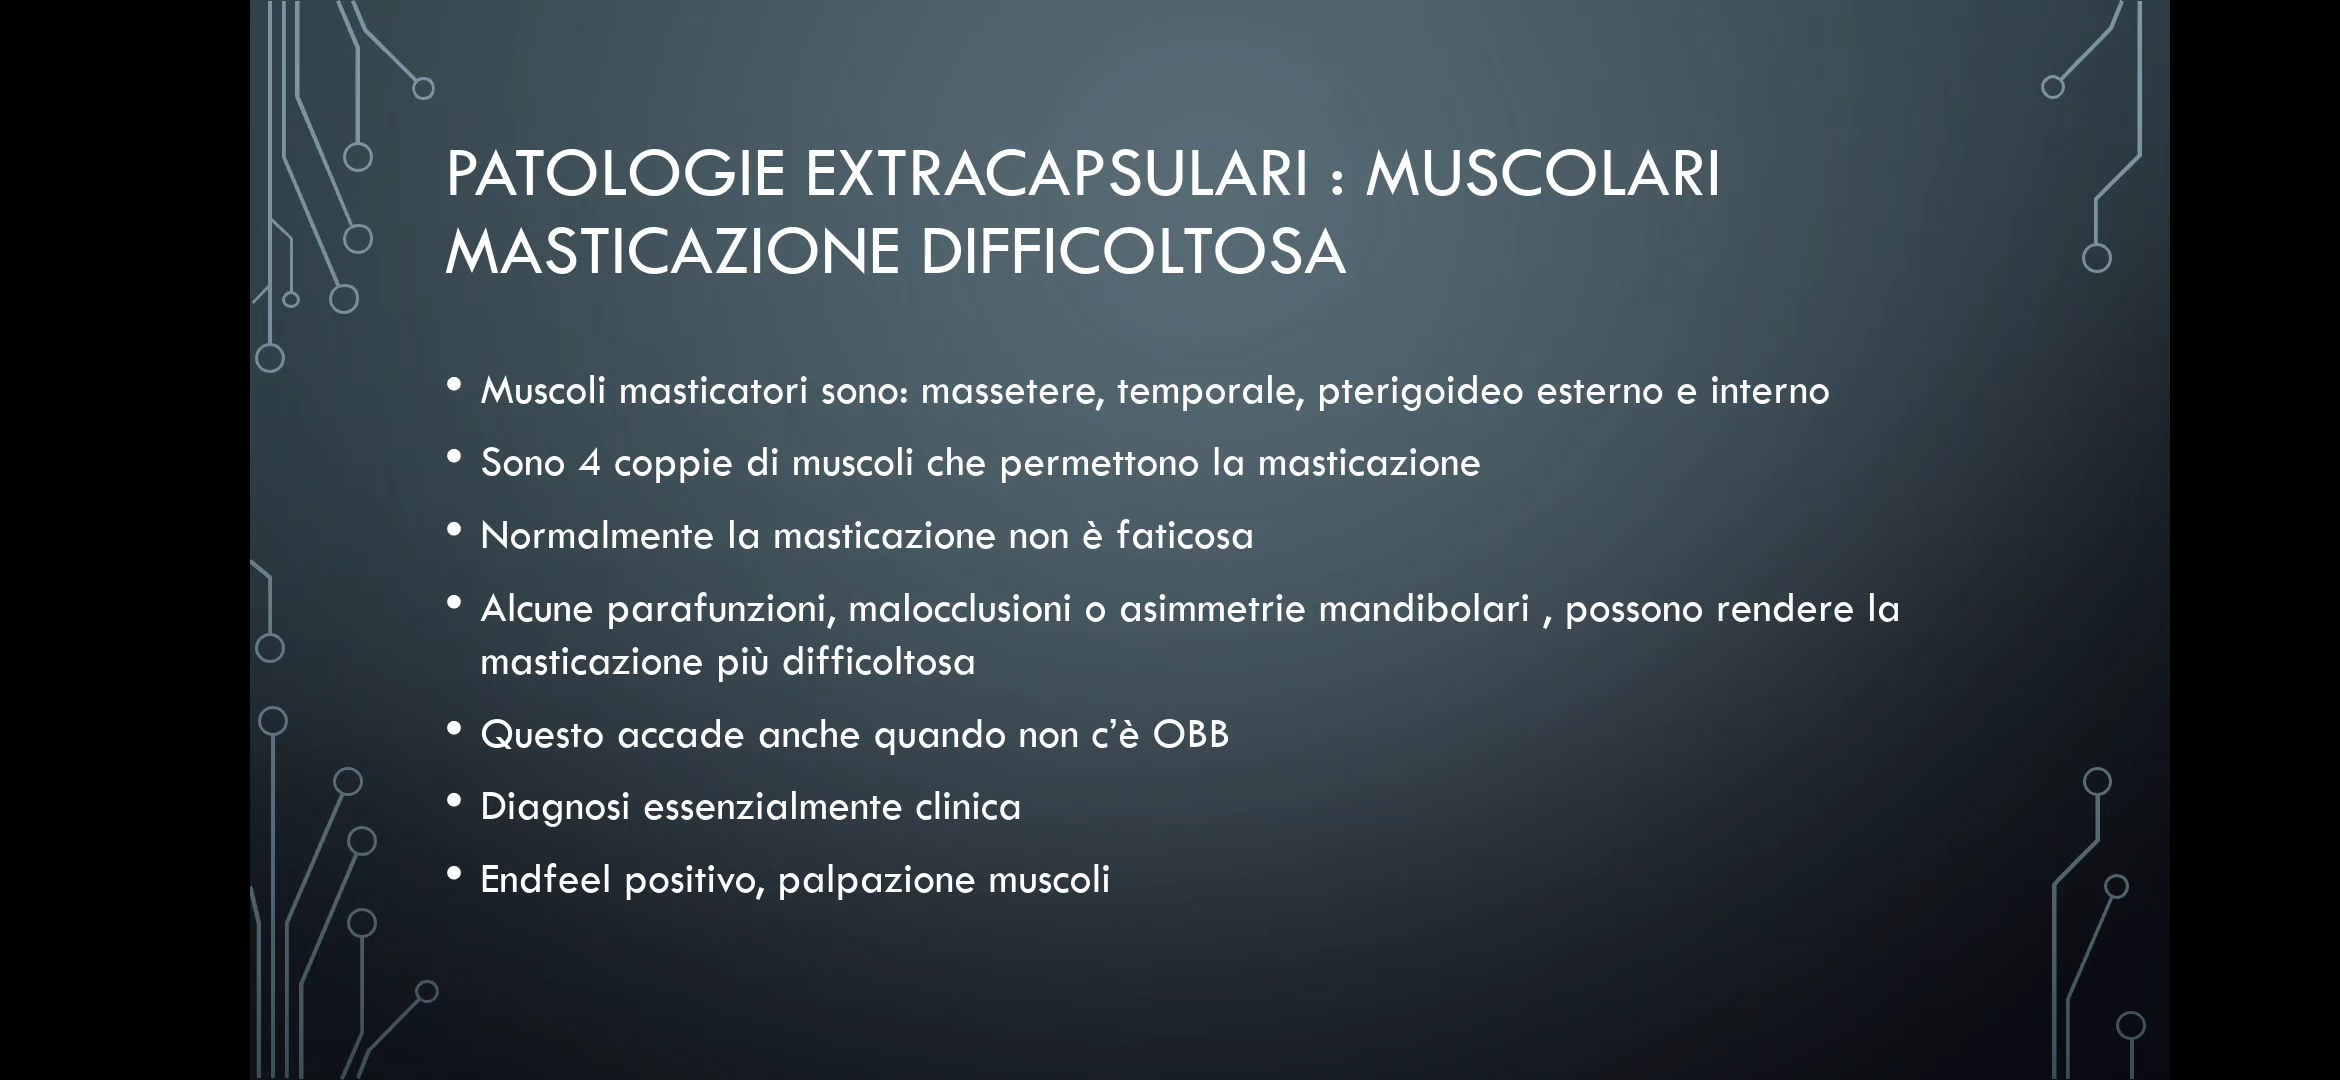 PATOLOGIE EXTRACAPSULARI : MUSCOLARI
MASTICAZIONE DIFFICOLTOSA
• Muscoli masticatori sono: massetere, temporale, pterigoideo esterno e interno
• Sono 4 coppie di muscoli che permettono la masticazione
• Normalmente la masticazione non è faticosa
• Alcune parafunzioni, malocclusioni o asimmetrie mandibolari , possono rendere la
masticazione più difficoltosa
• Questo accade anche quando non c’è OBB
• Diagnosi essenzialmente clinica
• Endfeel positivo, palpazione muscoli